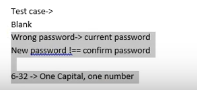 Test case->
Blank
Wrong password-> current password
New password !== confirm password
6-32 -> One Capital, one number